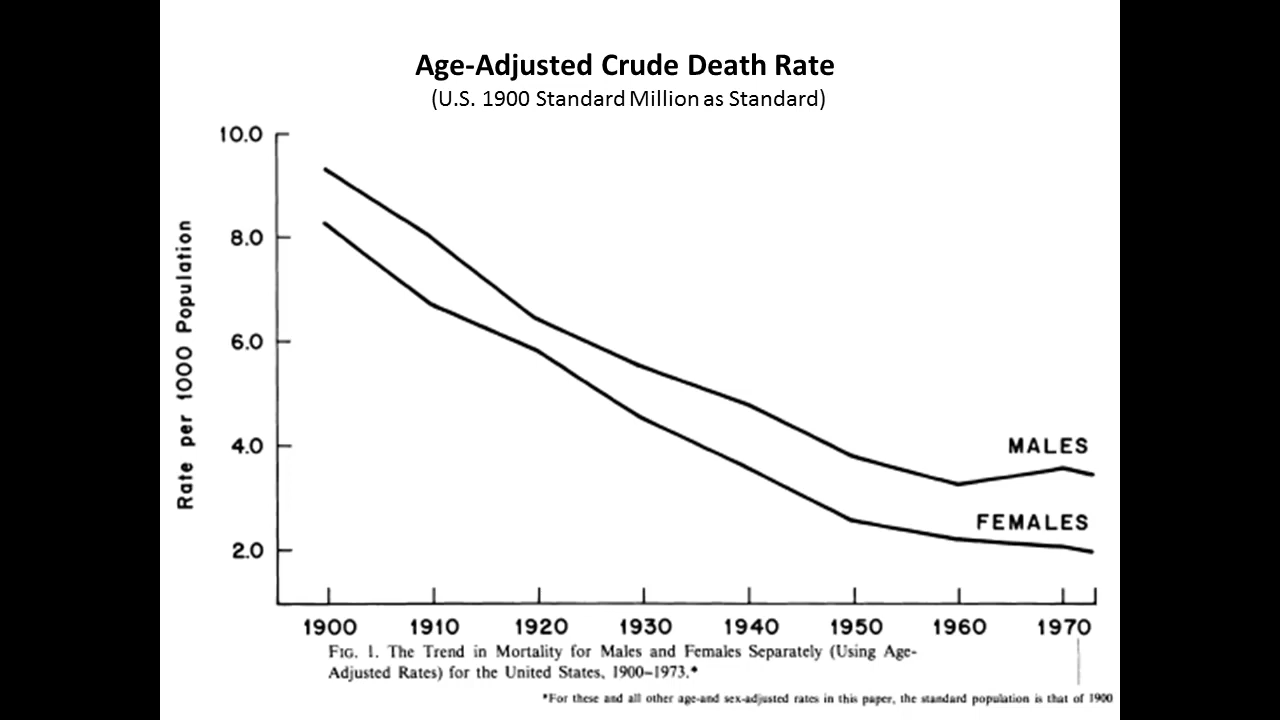 Age-Adjusted Crude Death Rate
(U.S. 1900 Standard Million as Standard)
10.0
8.0
6.0
4.0
2.0
Rate per 1000 Population
MALES
FEMALES
1900 1910 1920 1930 1940 1950 1960 1970
FIG. 1. The Trend in Mortality for Males and Females Separately (Using Age-
Adjusted Rates) for the United States, 1900–1973.*
*For these and all other age-and sex-adjusted rates in this paper, the standard population is that of 1900